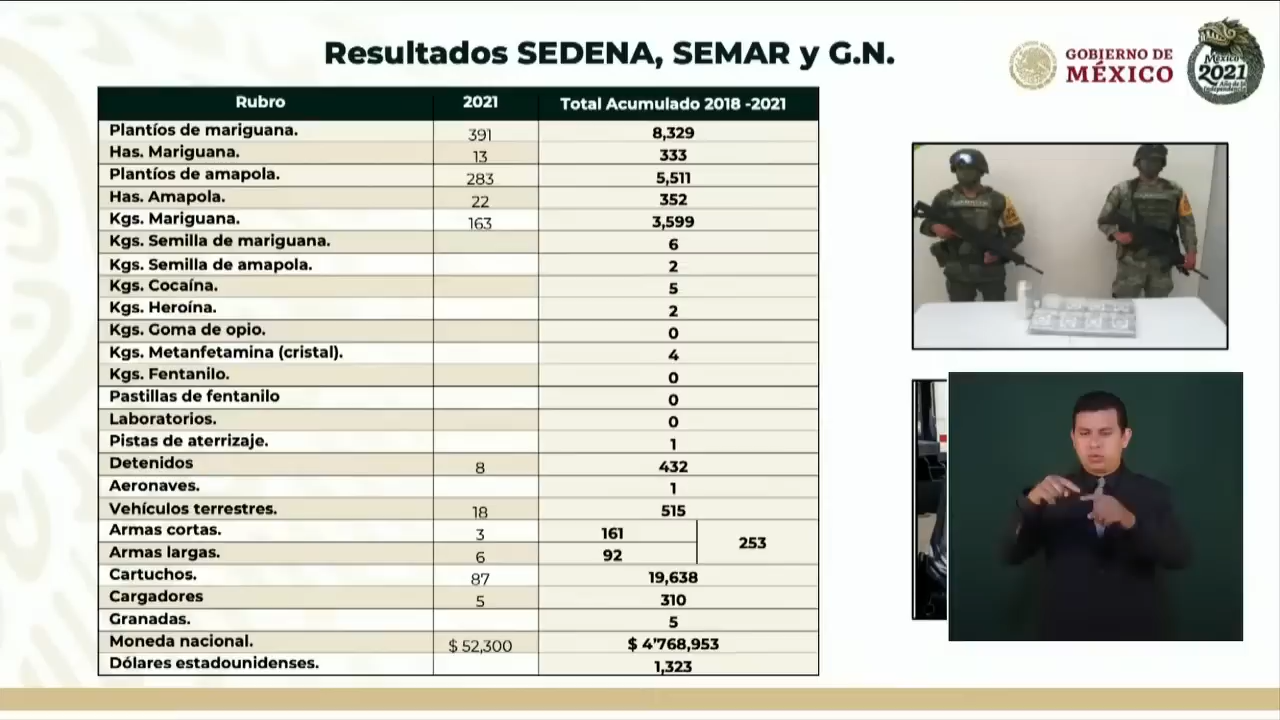 Resultados SEDENA, SEMAR y G.N.
GOBIERNO DE
MÉXICO
México
2021
Año de la
Independencia
Rubro 2021 Total Acumulado 2018 -2021
Plantíos de mariguana. 391 8,329
Has. Mariguana. 13 333
Plantíos de amapola. 283 5,511
Has. Amapola. 22 352
Kgs. Mariguana. 163 3,599
Kgs. Semilla de mariguana. 6
Kgs. Semilla de amapola. 2
Kgs. Cocaína. 5
Kgs. Heroína. 2
Kgs. Goma de opio. 0
Kgs. Metanfetamina (cristal). 4
Kgs. Fentanilo. 0
Pastillas de fentanilo 0
Laboratorios. 0
Pistas de aterrizaje. 1
Detenidos 8 432
Aeronaves. 1
Vehículos terrestres. 18 515
Armas cortas. 3 161
253
Armas largas. 6 92
Cartuchos. 87 19,638
Cargadores 5 310
Granadas. 5
Moneda nacional. $ 52,300 $ 4'768,953
Dólares estadounidenses. 1,323